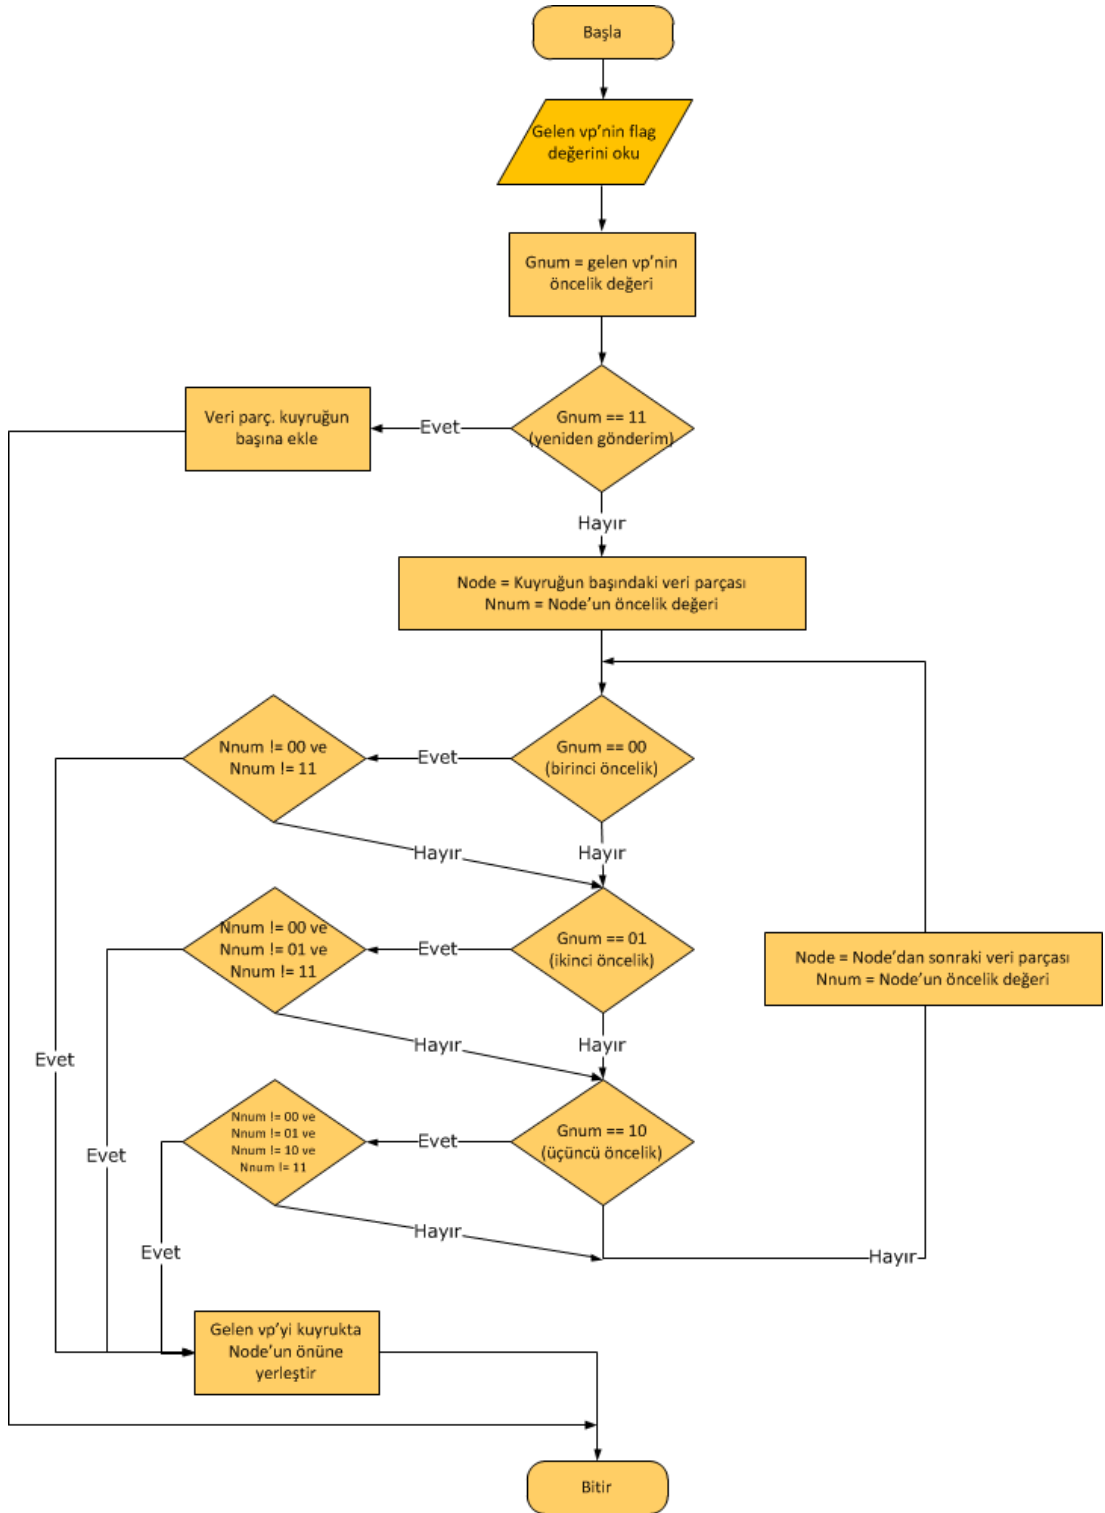 Başla
Gelen vp'nin flag
değerini oku
Gnum = gelen vp'nin
öncelik değeri
Gnum == 11
(yeniden gönderim)
Evet
Veri parç. kuyruğun
başına ekle
Hayır
Node = Kuyruğun başındaki veri parçası
Nnum = Node'un öncelik değeri
Gnum == 00
(birinci öncelik)
Evet
Nnum != 00 ve
Nnum != 11
Hayır
Hayır
Gnum == 01
(ikinci öncelik)
Evet
Nnum != 00 ve
Nnum != 01 ve
Nnum != 11
Node = Node'dan sonraki veri parçası
Nnum = Node'un öncelik değeri
Hayır
Hayır
Evet
Gnum == 10
(üçüncü öncelik)
Evet
Nnum != 00 ve
Nnum != 01 ve
Nnum != 10 ve
Nnum != 11
Evet
Hayır
Evet
Hayır
Gelen vp'yi kuyrukta
Node'un önüne
yerleştir
Bitir